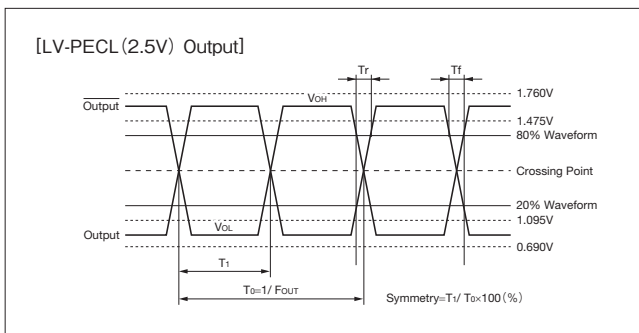 [LV-PECL(2.5V) Output]
Tr
Tf
1.760V
Output
VOH
1.475V
80% Waveform
Crossing Point
20% Waveform
1.095V
Output
VOL
0.690V
T1
T0=1/ FOUT
Symmetry=T1/ T0×100(%)